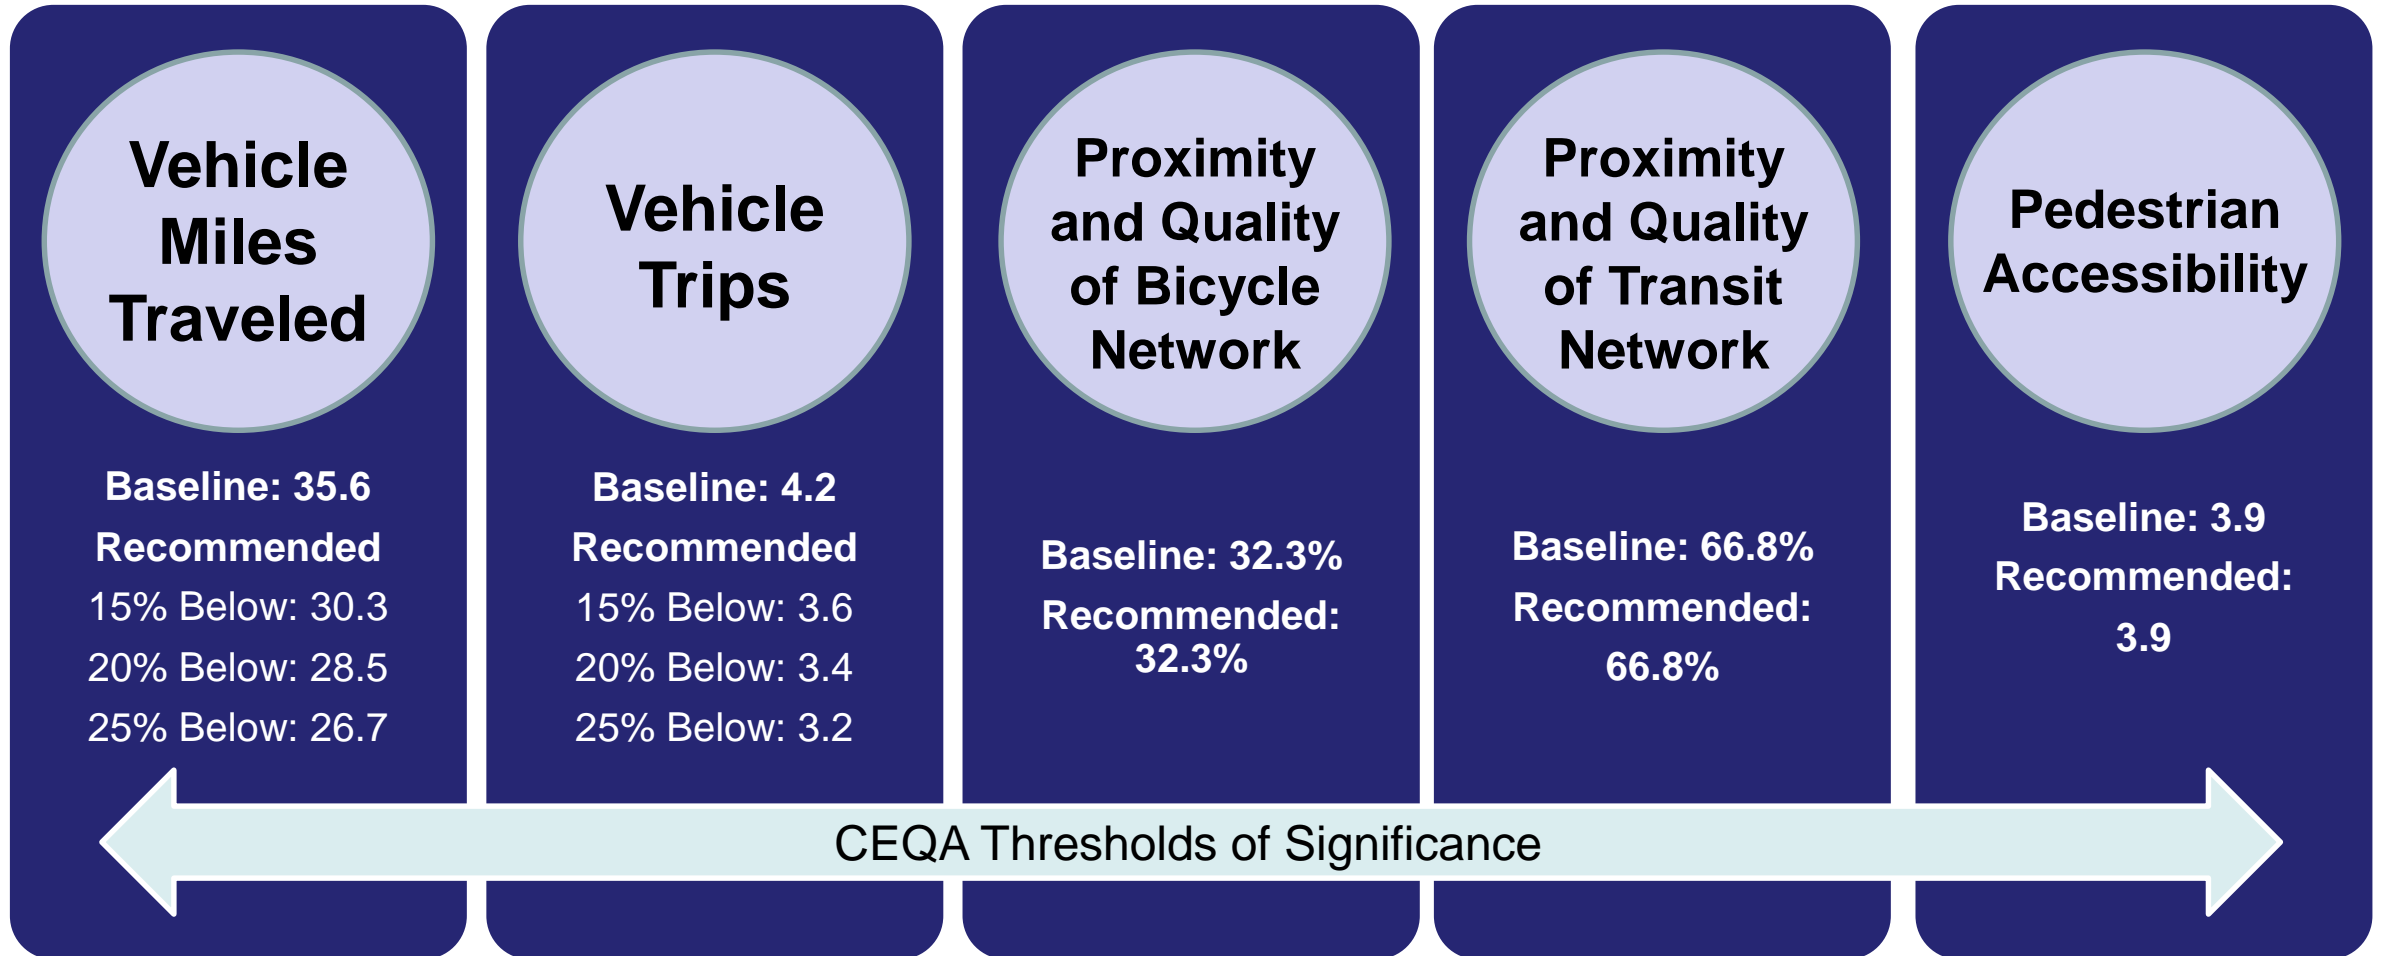 Vehicle
Miles
Traveled
Baseline: 35.6
Recommended
15% Below: 30.3
20% Below: 28.5
25% Below: 26.7
Vehicle
Trips
Baseline: 4.2
Recommended
15% Below: 3.6
20% Below: 3.4
25% Below: 3.2
Proximity
and Quality
of Bicycle
Network
Baseline: 32.3%
Recommended:
32.3%
Proximity
and Quality
of Transit
Network
Baseline: 66.8%
Recommended:
66.8%
Pedestrian
Accessibility
Baseline: 3.9
Recommended:
3.9
CEQA Thresholds of Significance